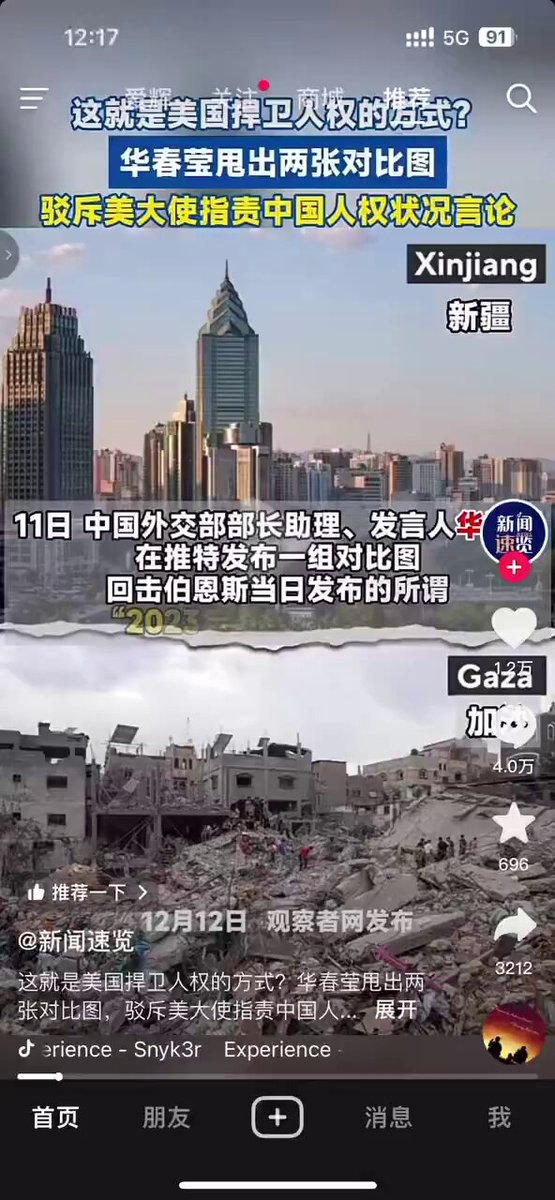 12:17
5G
91
爱辉 关注 商城 推荐
这就是美国捍卫人权的方式?
华春莹甩出两张对比图
驳斥美大使指责中国人权状况言论
Xinjiang
新疆
11日 中国外交部部长助理、发言人华
在推特发布一组对比图
回击伯恩斯当日发布的所谓
“2023
新闻
速览
Gaza
加
1.2万
4.0万
696
3212
推荐一下
12月12日 观察者网发布
@新闻速览
这就是美国捍卫人权的方式？华春莹甩出两
张对比图，驳斥美大使指责中国人... 展开
erience - Snyk3r Experience -
首页 朋友 消息 我